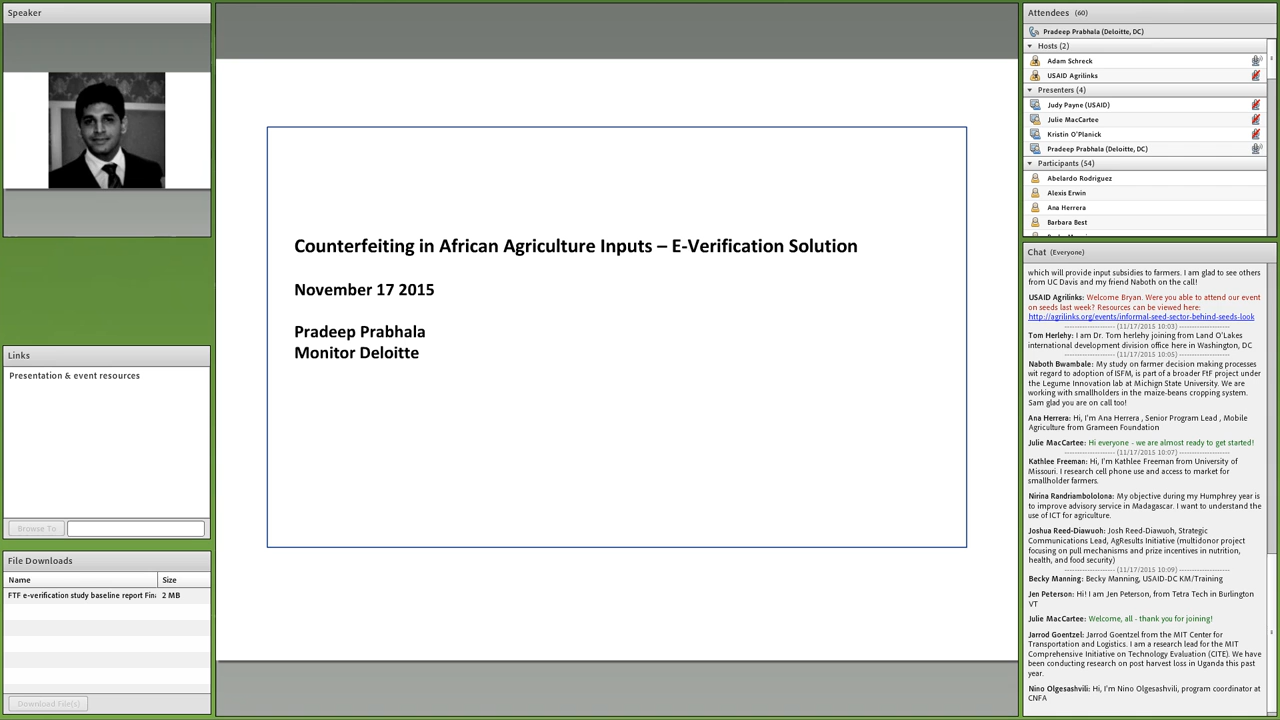 Speaker
Links
Presentation & event resources
Browse To
File Downloads
Name Size
FTF e-verification study baseline report Fin 2 MB
Download File(s)
Counterfeiting in African Agriculture Inputs – E-Verification Solution
November 17 2015
Pradeep Prabhala
Monitor Deloitte
Attendees (60)
Pradeep Prabhala (Deloitte, DC)
Hosts (2)
Adam Schreck
USAID Agrilinks
Presenters (4)
Judy Payne (USAID)
Julie MacCartee
Kristin O'Planick
Pradeep Prabhala (Deloitte, DC)
Participants (54)
Abelardo Rodriguez
Alexis Erwin
Ana Herrera
Barbara Best
Chat (Everyone)
which will provide input subsidies to farmers. I am glad to see others
from UC Davis and my friend Naboth on the call!
USAID Agrilinks: Welcome Bryan. Were you able to attend our event
on seeds last week? Resources can be viewed here:
http://agrilinks.org/events/informal-seed-sector-behind-seeds-look
-------------------- (11/17/2015 10:03) --------------------
Tom Herlehy: I am Dr. Tom herlehy joining from Land O'Lakes
international development division office here in Washington, DC
-------------------- (11/17/2015 10:05) --------------------
Naboth Bwambale: My study on farmer decision making processes
wit regard to adoption of ISFM, is part of a broader FtF project under
the Legume Innovation lab at Michign State University. We are
working with smallholders in the maize-beans cropping system.
Sam glad you are on call too!
Ana Herrera: Hi, I'm Ana Herrera , Senior Program Lead , Mobile
Agriculture from Grameen Foundation
Julie MacCartee: Hi everyone - we are almost ready to get started!
-------------------- (11/17/2015 10:07) --------------------
Kathlee Freeman: Hi, I'm Kathlee Freeman from University of
Missouri. I research cell phone use and access to market for
smallholder farmers.
Nirina Randriambololona: My objective during my Humphrey year is
to improve advisory service in Madagascar. I want to understand the
use of ICT for agriculture.
Joshua Reed-Diawuoh: Josh Reed-Diawuoh, Strategic
Communications Lead, AgResults Initiative (multidonor project
focusing on pull mechanisms and prize incentives in nutrition,
health, and food security)
-------------------- (11/17/2015 10:09) --------------------
Becky Manning: Becky Manning, USAID-DC KM/Training
Jen Peterson: Hi! I am Jen Peterson, from Tetra Tech in Burlington
VT
Julie MacCartee: Welcome, all - thank you for joining!
Jarrod Goentzel: Jarrod Goentzel from the MIT Center for
Transportation and Logistics. I am a research lead for the MIT
Comprehensive Initiative on Technology Evaluation (CITE). We have
been conducting research on post harvest loss in Uganda this past
year.
Nino Olgesashvili: Hi, I'm Nino Olgesashvili, program coordinator at
CNFA